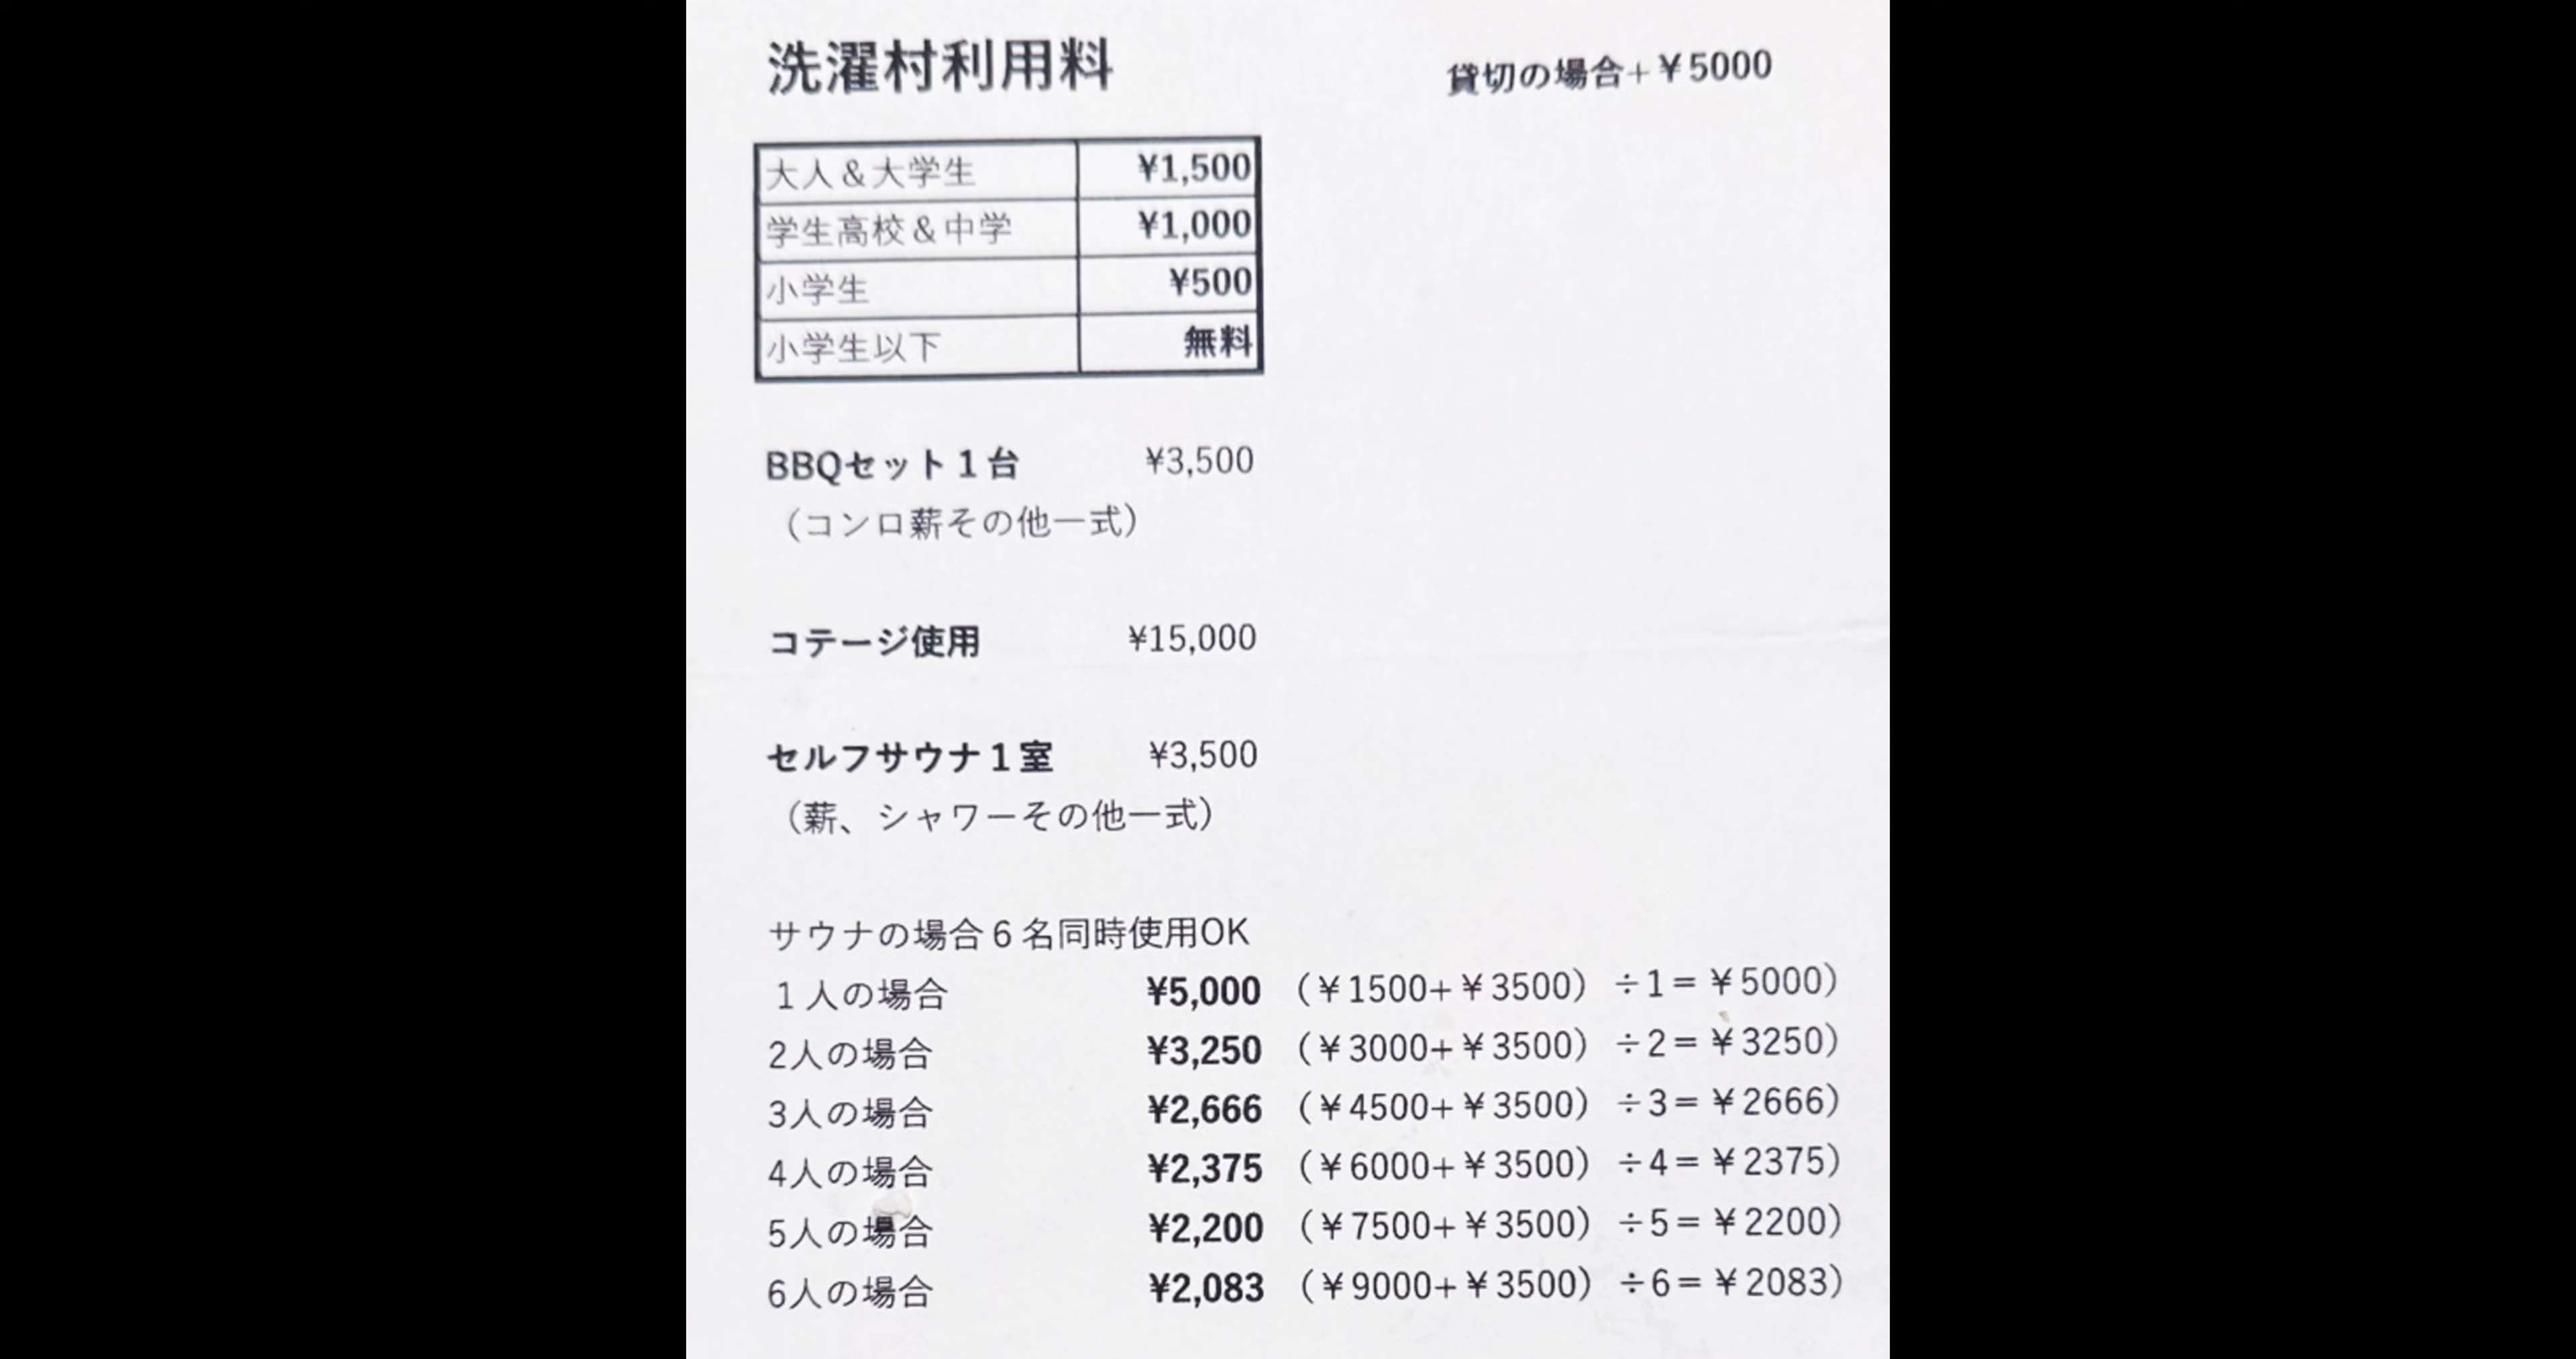 洗濯村利用料 貸切の場合+￥5000
大人＆大学生 ¥1,500
学生高校＆中学 ¥1,000
小学生 ¥500
小学生以下 無料
BBQセット１台 ¥3,500
（コンロ薪その他一式）
コテージ使用 ¥15,000
セルフサウナ１室 ¥3,500
（薪、シャワーその他一式）
サウナの場合６名同時使用OK
１人の場合 ¥5,000 （￥1500+￥3500）÷1＝￥5000）
2人の場合 ¥3,250 （￥3000+￥3500）÷2＝￥3250）
3人の場合 ¥2,666 （￥4500+￥3500）÷3＝￥2666）
4人の場合 ¥2,375 （￥6000+￥3500）÷4＝￥2375）
5人の場合 ¥2,200 （￥7500+￥3500）÷5＝￥2200）
6人の場合 ¥2,083 （￥9000+￥3500）÷6＝￥2083）